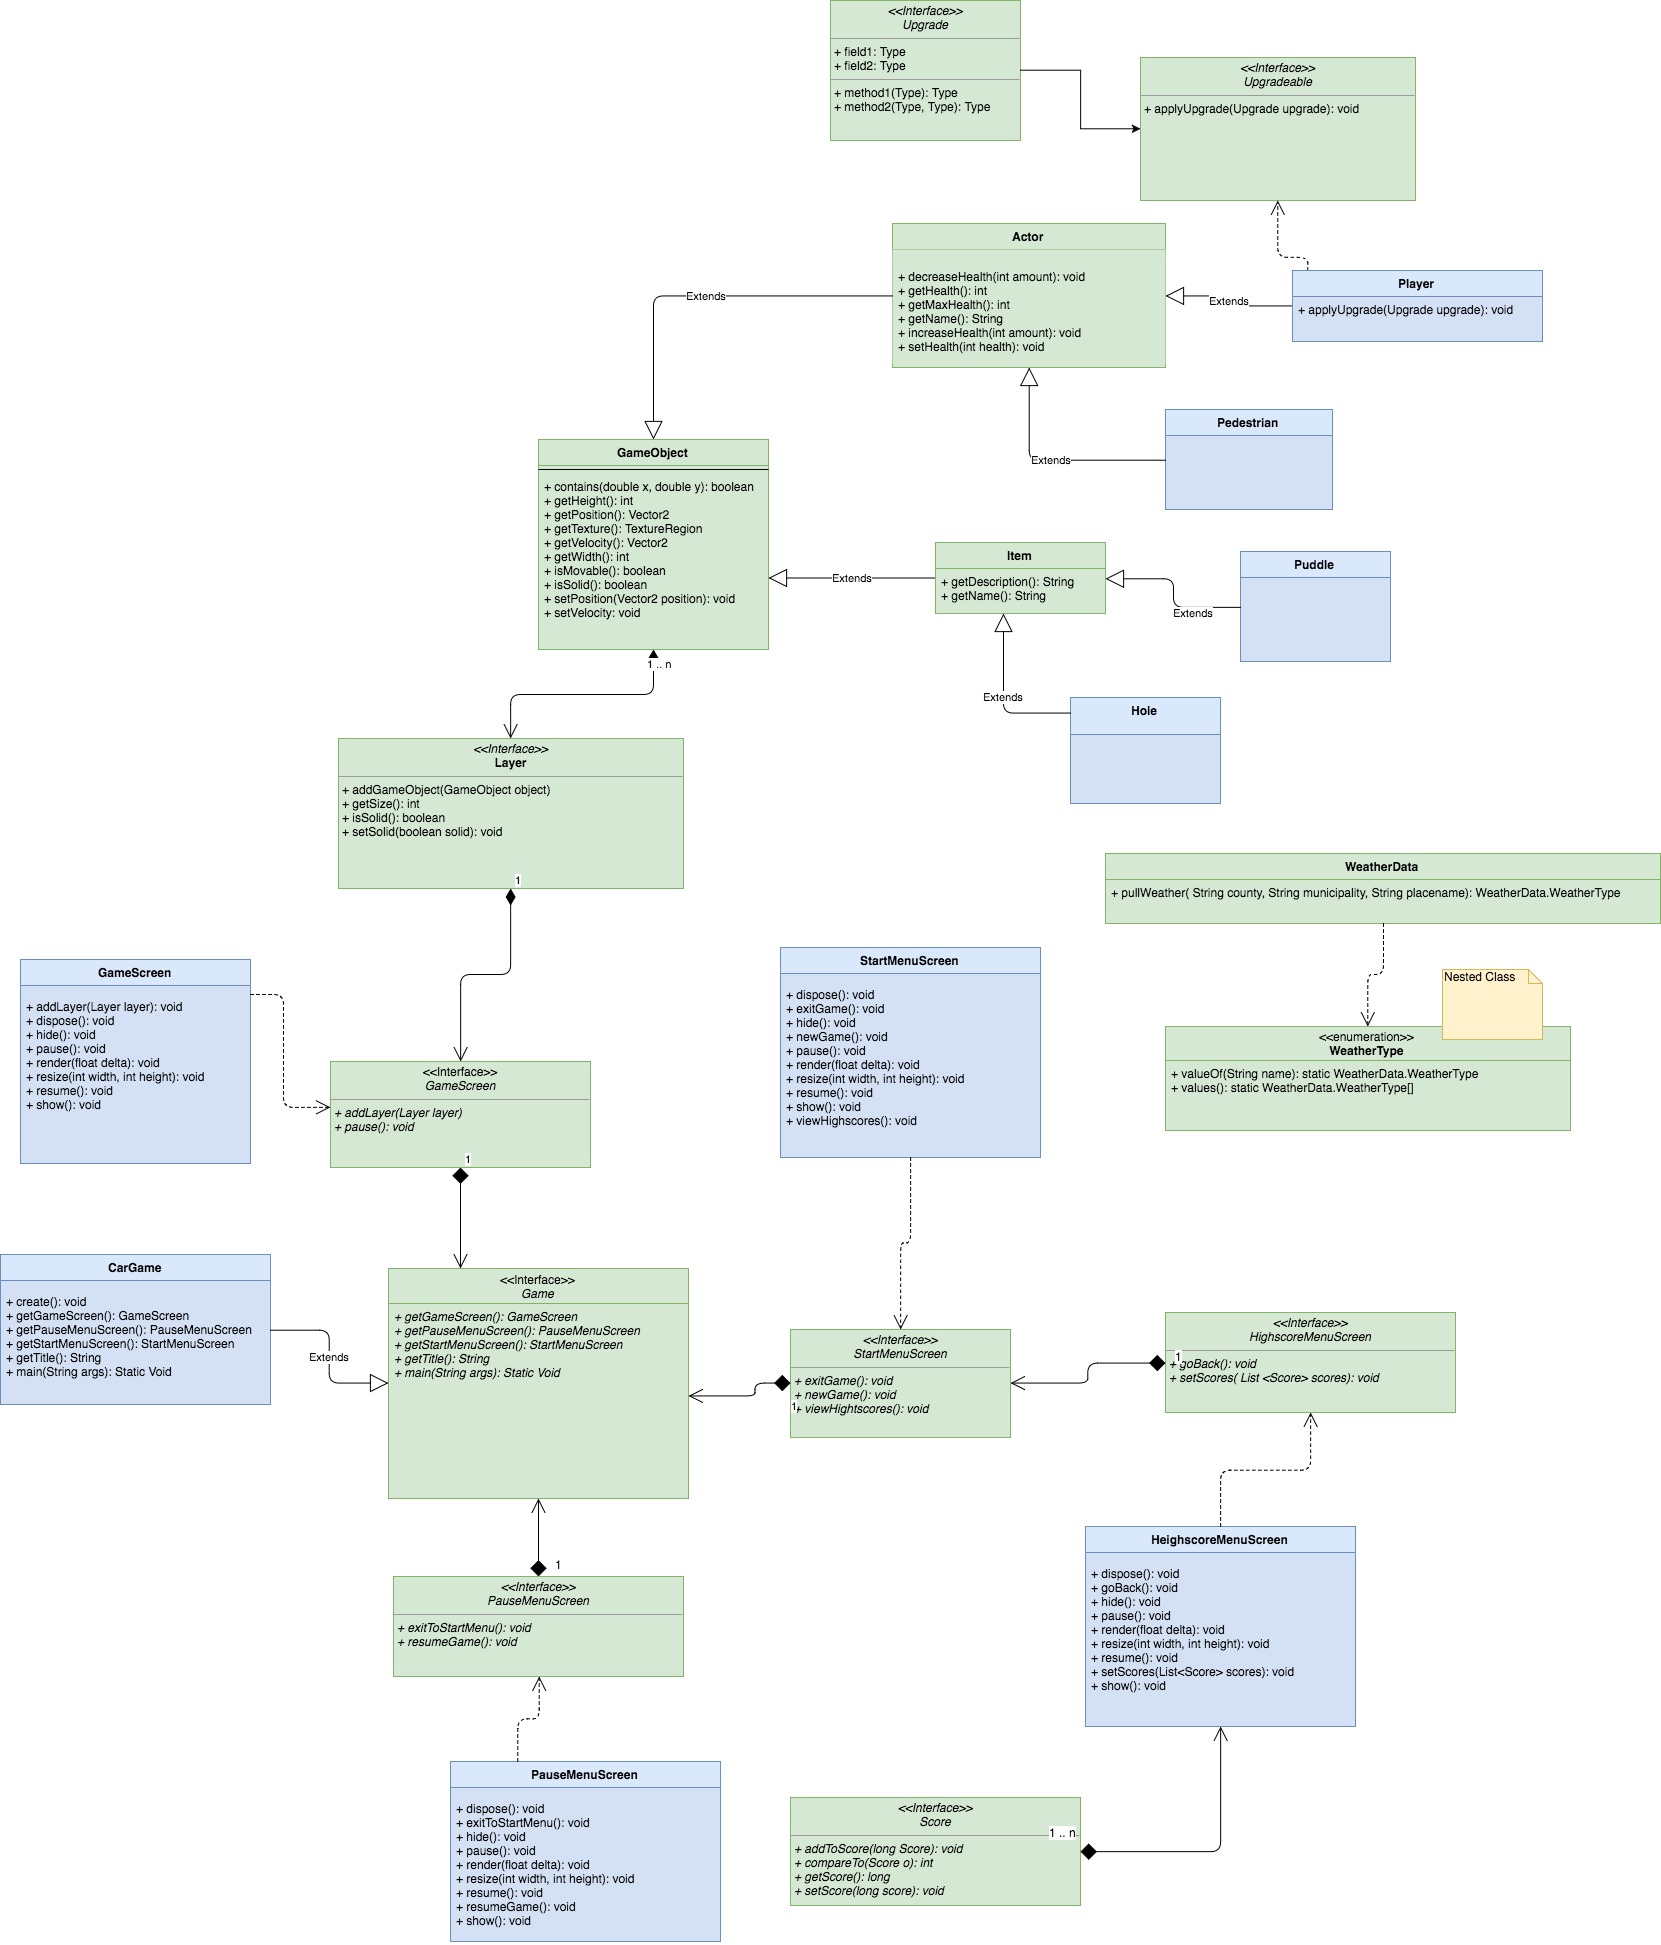 <<Interface>>
Upgrade
+ field1: Type
+ field2: Type
+ method1(Type): Type
+ method2(Type, Type): Type
<<Interface>>
Upgradeable
+ applyUpgrade(Upgrade upgrade): void
Actor
+ decreaseHealth(int amount): void
+ getHealth(): int
+ getMaxHealth(): int
+ getName(): String
+ increaseHealth(int amount): void
+ setHealth(int health): void
Extends
Extends
Player
+ applyUpgrade(Upgrade upgrade): void
Pedestrian
Extends
GameObject
+ contains(double x, double y): boolean
+ getHeight(): int
+ getPosition(): Vector2
+ getTexture(): TextureRegion
+ getVelocity(): Vector2
+ getWidth(): int
+ isMovable(): boolean
+ isSolid(): boolean
+ setPosition(Vector2 position): void
+ setVelocity: void
Extends
Item
+ getDescription(): String
+ getName(): String
Extends
Puddle
Extends
Hole
1 .. n
<<Interface>>
Layer
+ addGameObject(GameObject object)
+ getSize(): int
+ isSolid(): boolean
+ setSolid(boolean solid): void
1
WeatherData
+ pullWeather( String county, String municipality, String placename): WeatherData.WeatherType
Nested Class
<<enumeration>>
WeatherType
+ valueOf(String name): static WeatherData.WeatherType
+ values(): static WeatherData.WeatherType[]
GameScreen
+ addLayer(Layer layer): void
+ dispose(): void
+ hide(): void
+ pause(): void
+ render(float delta): void
+ resize(int width, int height): void
+ resume(): void
+ show(): void
<<Interface>>
GameScreen
+ addLayer(Layer layer)
+ pause(): void
1
StartMenuScreen
+ dispose(): void
+ exitGame(): void
+ hide(): void
+ newGame(): void
+ pause(): void
+ render(float delta): void
+ resize(int width, int height): void
+ resume(): void
+ show(): void
+ viewHighscores(): void
CarGame
+ create(): void
+ getGameScreen(): GameScreen
+ getPauseMenuScreen(): PauseMenuScreen
+ getStartMenuScreen(): StartMenuScreen
+ getTitle(): String
+ main(String args): Static Void
Extends
<<Interface>>
Game
+ getGameScreen(): GameScreen
+ getPauseMenuScreen(): PauseMenuScreen
+ getStartMenuScreen(): StartMenuScreen
+ getTitle(): String
+ main(String args): Static Void
<<Interface>>
StartMenuScreen
+ exitGame(): void
+ newGame(): void
1
+ viewHightscores(): void
<<Interface>>
HighscoreMenuScreen
1
+ goBack(): void
+ setScores( List <Score> scores): void
1
<<Interface>>
PauseMenuScreen
+ exitToStartMenu(): void
+ resumeGame(): void
HeighscoreMenuScreen
+ dispose(): void
+ goBack(): void
+ hide(): void
+ pause(): void
+ render(float delta): void
+ resize(int width, int height): void
+ resume(): void
+ setScores(List<Score> scores): void
+ show(): void
PauseMenuScreen
+ dispose(): void
+ exitToStartMenu(): void
+ hide(): void
+ pause(): void
+ render(float delta): void
+ resize(int width, int height): void
+ resume(): void
+ resumeGame(): void
+ show(): void
<<Interface>>
Score
1 .. n
+ addToScore(long Score): void
+ compareTo(Score o): int
+ getScore(): long
+ setScore(long score): void